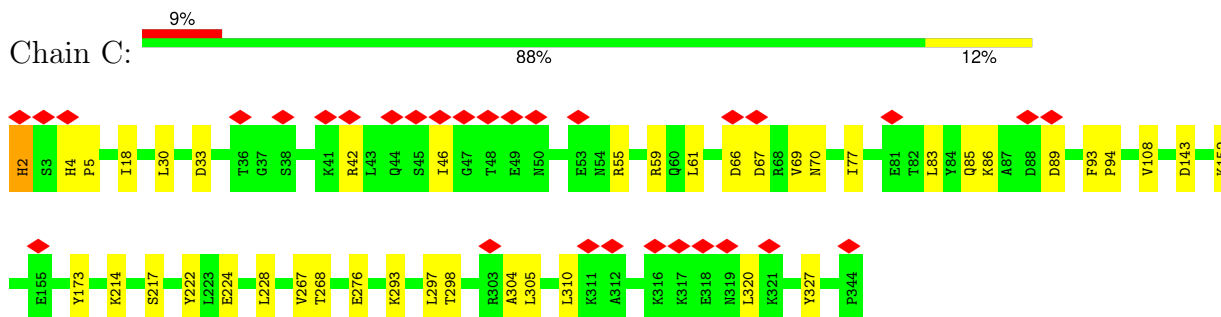 9%
Chain C:
88% 12%
H2 S3 H4 P5 I18 L30 D33 T36 G37 S38 K41 R42 L43 Q44 S45 I46 G47 T48 E49 N50 E53 N54 R55 R59 Q60 L61 D66 D67 R68 V69 N70 I77 E81 T82 L83 Y84 Q85 K86 A87 D88 D89 F93 P94 V108 D143
E155 Y173 K214 S217 Y222 L223 E224 L228 V267 T268 E276 K293 L297 T298 R303 A304 L305 L310 K311 A312 K316 K317 E318 N319 L320 K321 Y327 P344